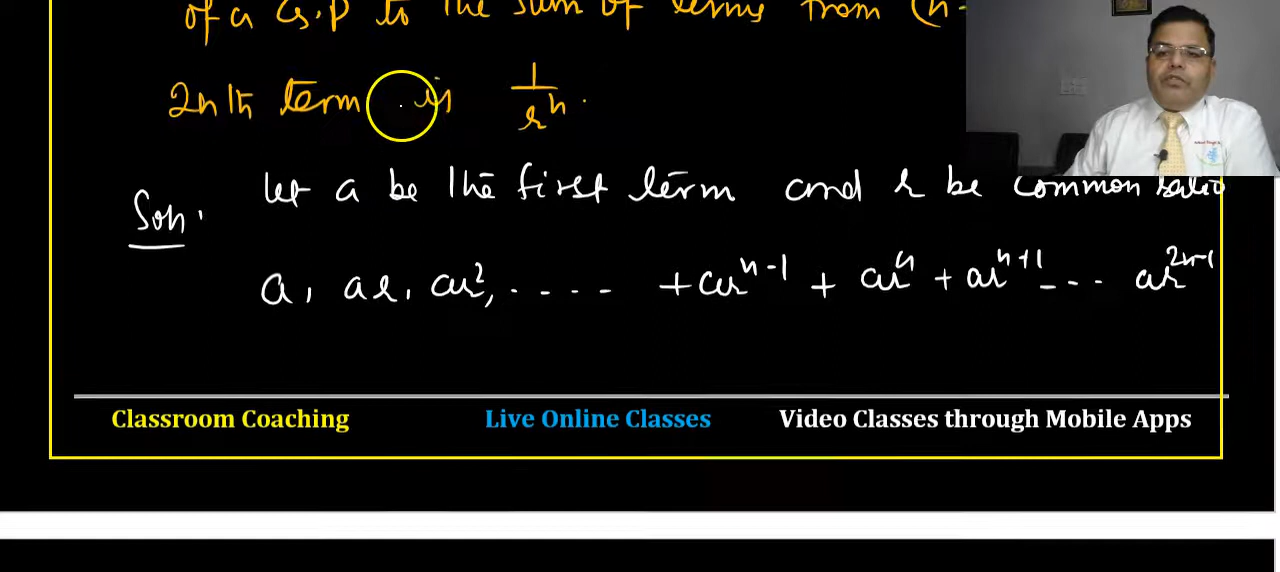 of a G.P to the sum of terms from (n-
2nth term is 1/r^n.
Soln. let a be the first term and r be common ratio
a, ar, ar², .... + ar^n-1 + ar^n + ar^n+1 --- ar^2n-1
Classroom Coaching Live Online Classes Video Classes through Mobile Apps